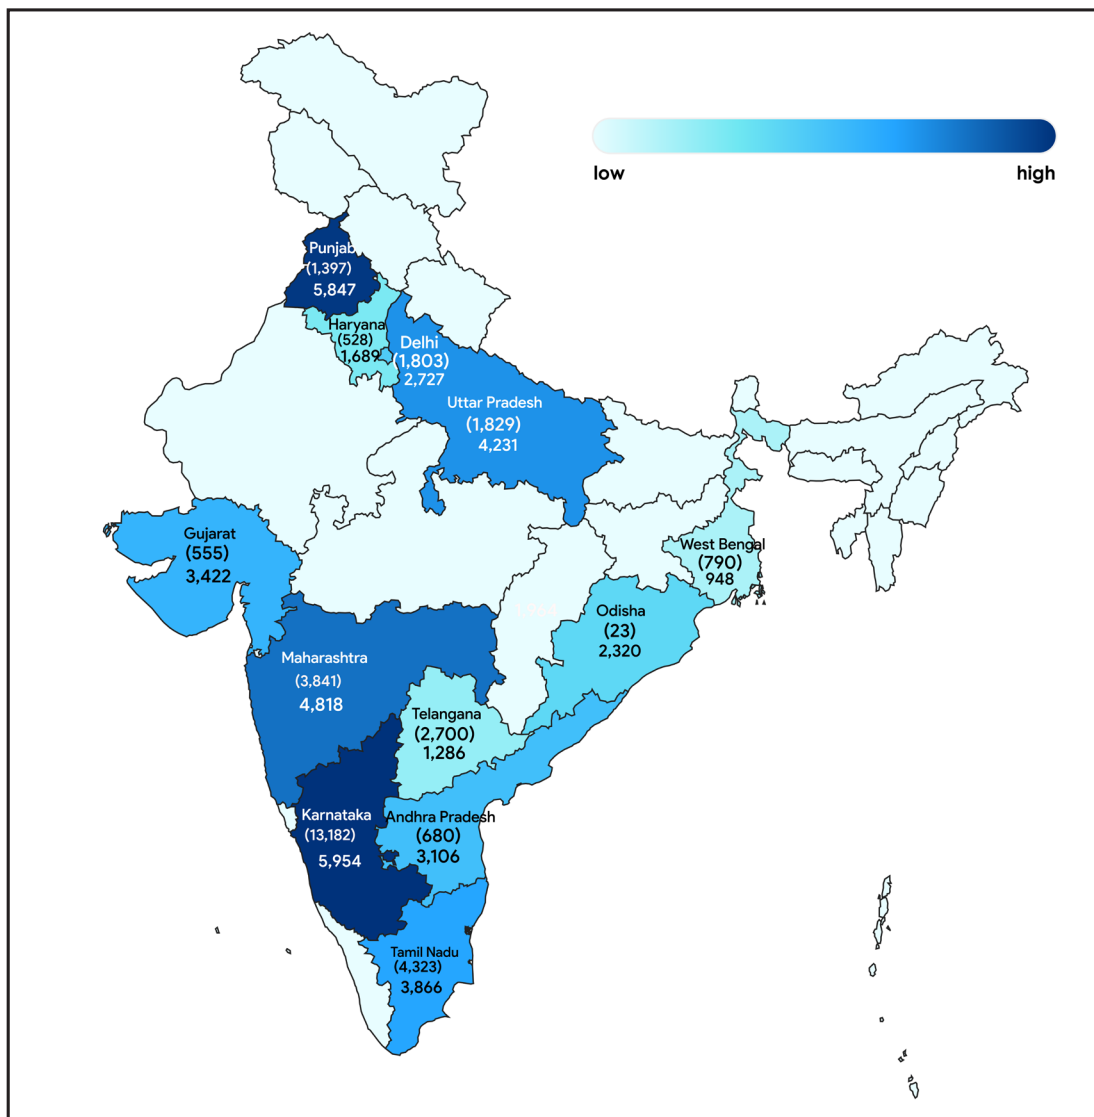 low
high
Punjab
(1,397)
5,847
Haryana
(528)
1,689
Delhi
(1,803)
2,727
Uttar Pradesh
(1,829)
4,231
Gujarat
(555)
3,422
West Bengal
(790)
948
Odisha
(23)
2,320
Maharashtra
(3,841)
4,818
Telangana
(2,700)
1,286
Karnataka
(13,182)
5,954
Andhra Pradesh
(680)
3,106
Tamil Nadu
(4,323)
3,866